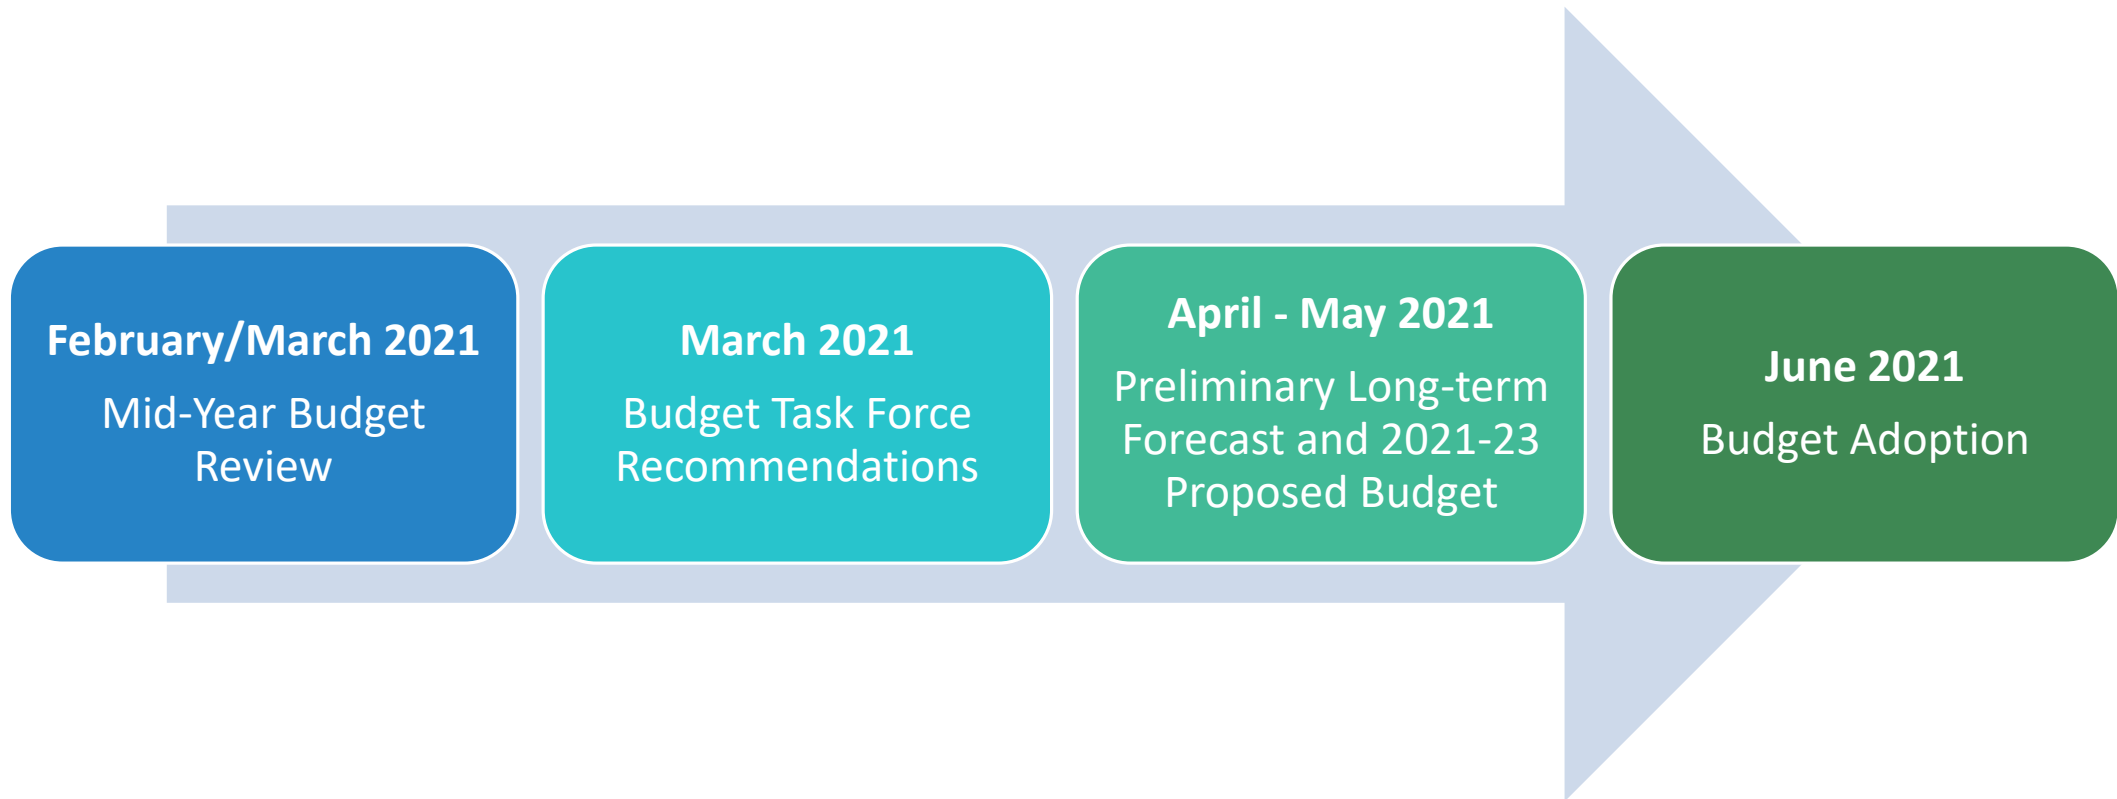 February/March 2021
Mid-Year Budget
Review
March 2021
Budget Task Force
Recommendations
April - May 2021
Preliminary Long-term
Forecast and 2021-23
Proposed Budget
June 2021
Budget Adoption